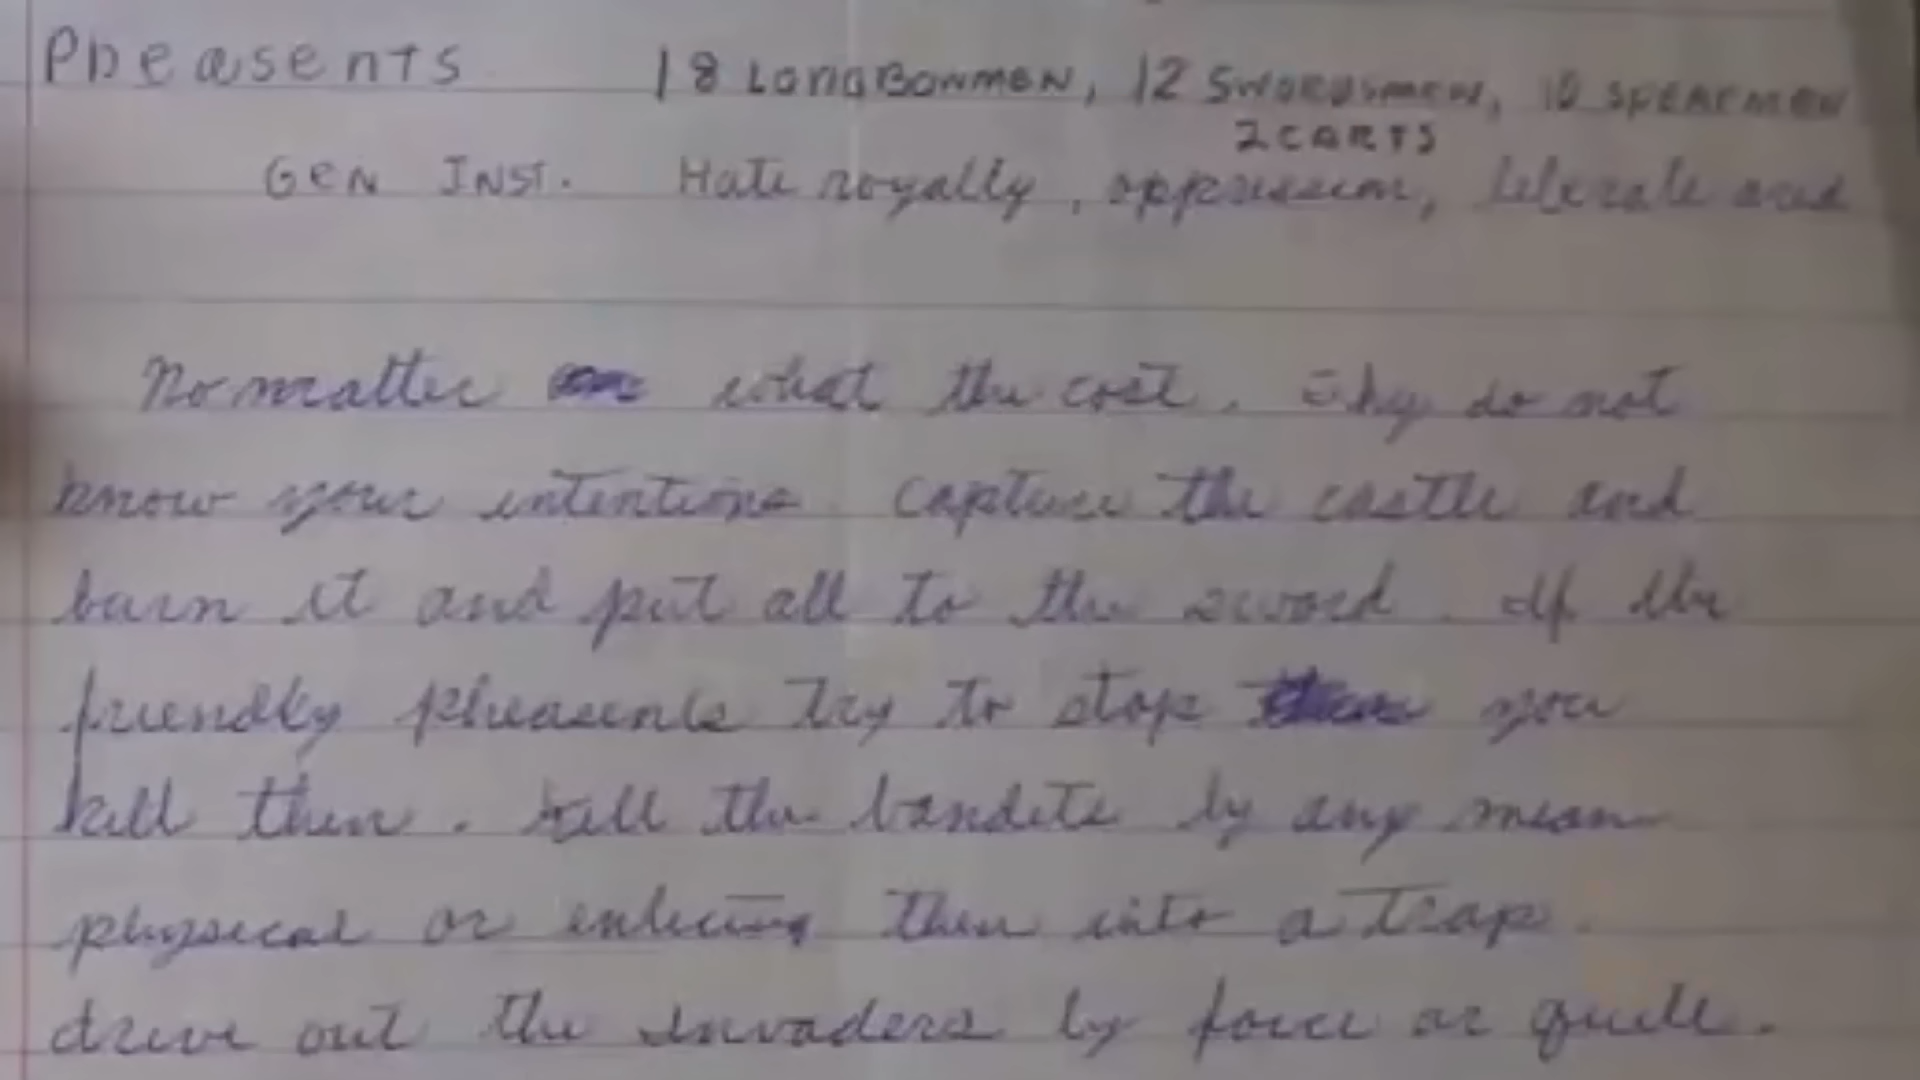 Pheasents 18 LONGBOWMEN, 12 SWORDSMEN, 10 SPEARMEN
2 CARTS
GEN INST. Hate royally, oppression, liberate and
No matter what the cost. They do not
know your intentions. Capture the castle and
burn it and put all to the sword. If the
friendly pheasents try to stop you
kill them. Kill the bandits by any mean
physical or enticing them into a trap.
drive out the invaders by force or guile.